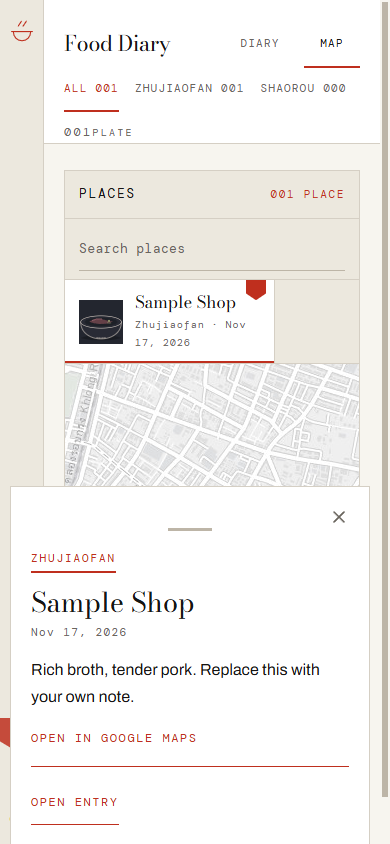 Food Diary
DIARY
MAP
ALL 001
ZHUJIAOFAN 001
SHAOROU 000
001PLATE
PLACES
001 PLACE
Search places
Sample Shop
Zhujiaofan · Nov
17, 2026
ZHUJIAOFAN
Sample Shop
Nov 17, 2026
Rich broth, tender pork. Replace this with
your own note.
OPEN IN GOOGLE MAPS
OPEN ENTRY